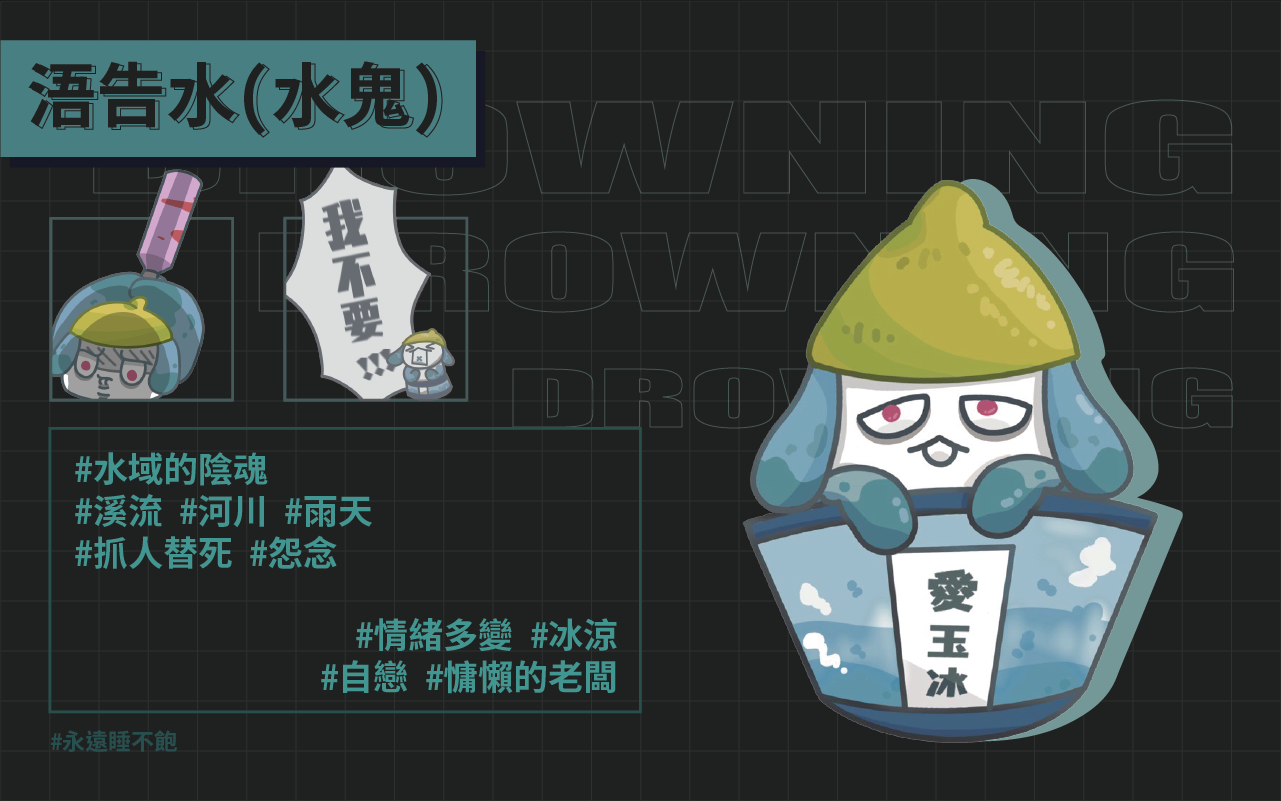 浯告水(水鬼)
DROWNING
DROWNING
DROWNING
我不要
!!!
#水域的陰魂
#溪流 #河川 #雨天
#抓人替死 #怨念
#情緒多變 #冰涼
#自戀 #慵懶的老闆
#永遠睡不飽
愛玉冰